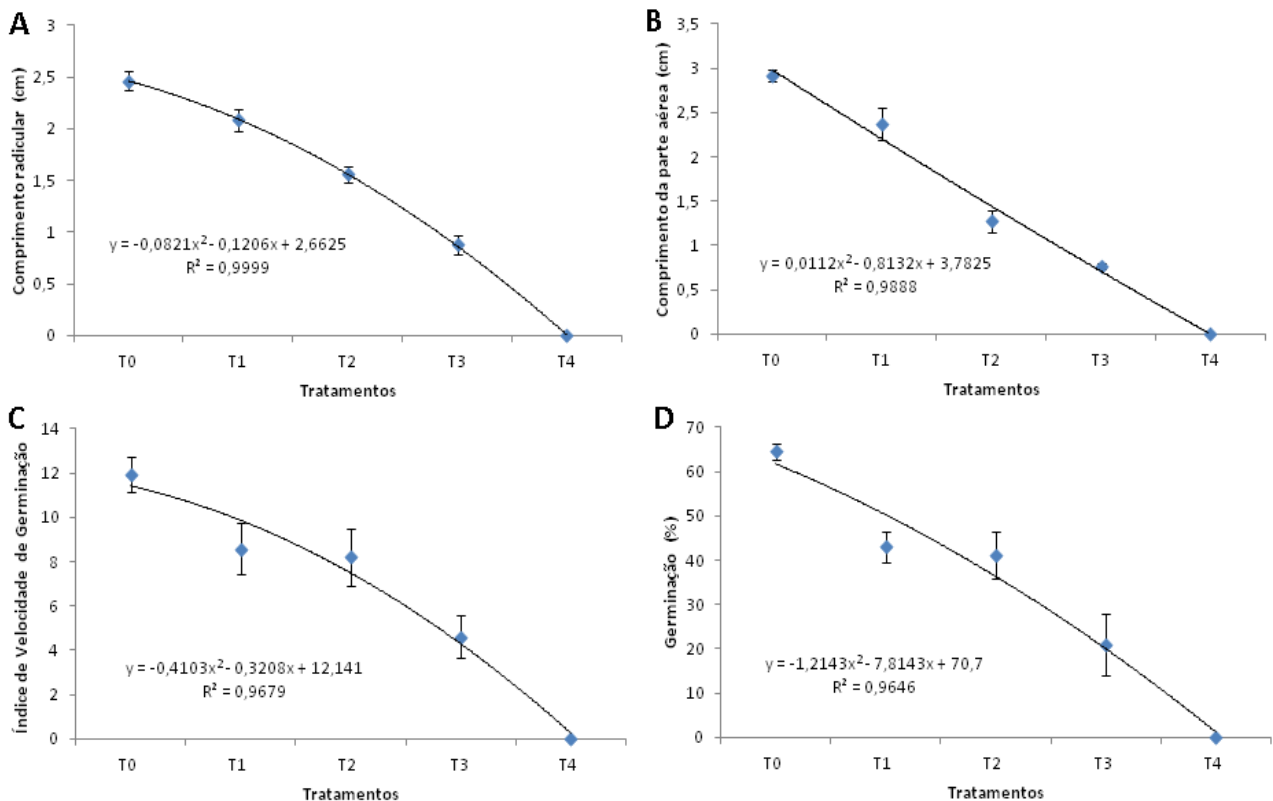 A
Comprimento radicular (cm)
3
2,5
2
1,5
1
0,5
0
y = -0,0821x² - 0,1206x + 2,6625
R² = 0,9999
T0 T1 T2 T3 T4
Tratamentos
B
Comprimento da parte aérea (cm)
3,5
3
2,5
2
1,5
1
0,5
0
y = 0,0112x² - 0,8132x + 3,7825
R² = 0,9888
T0 T1 T2 T3 T4
Tratamentos
C
Índice de Velocidade de Germinação
14
12
10
8
6
4
2
0
y = -0,4103x² - 0,3208x + 12,141
R² = 0,9679
T0 T1 T2 T3 T4
Tratamentos
D
Germinação (%)
70
60
50
40
30
20
10
0
y = -1,2143x² - 7,8143x + 70,7
R² = 0,9646
T0 T1 T2 T3 T4
Tratamentos